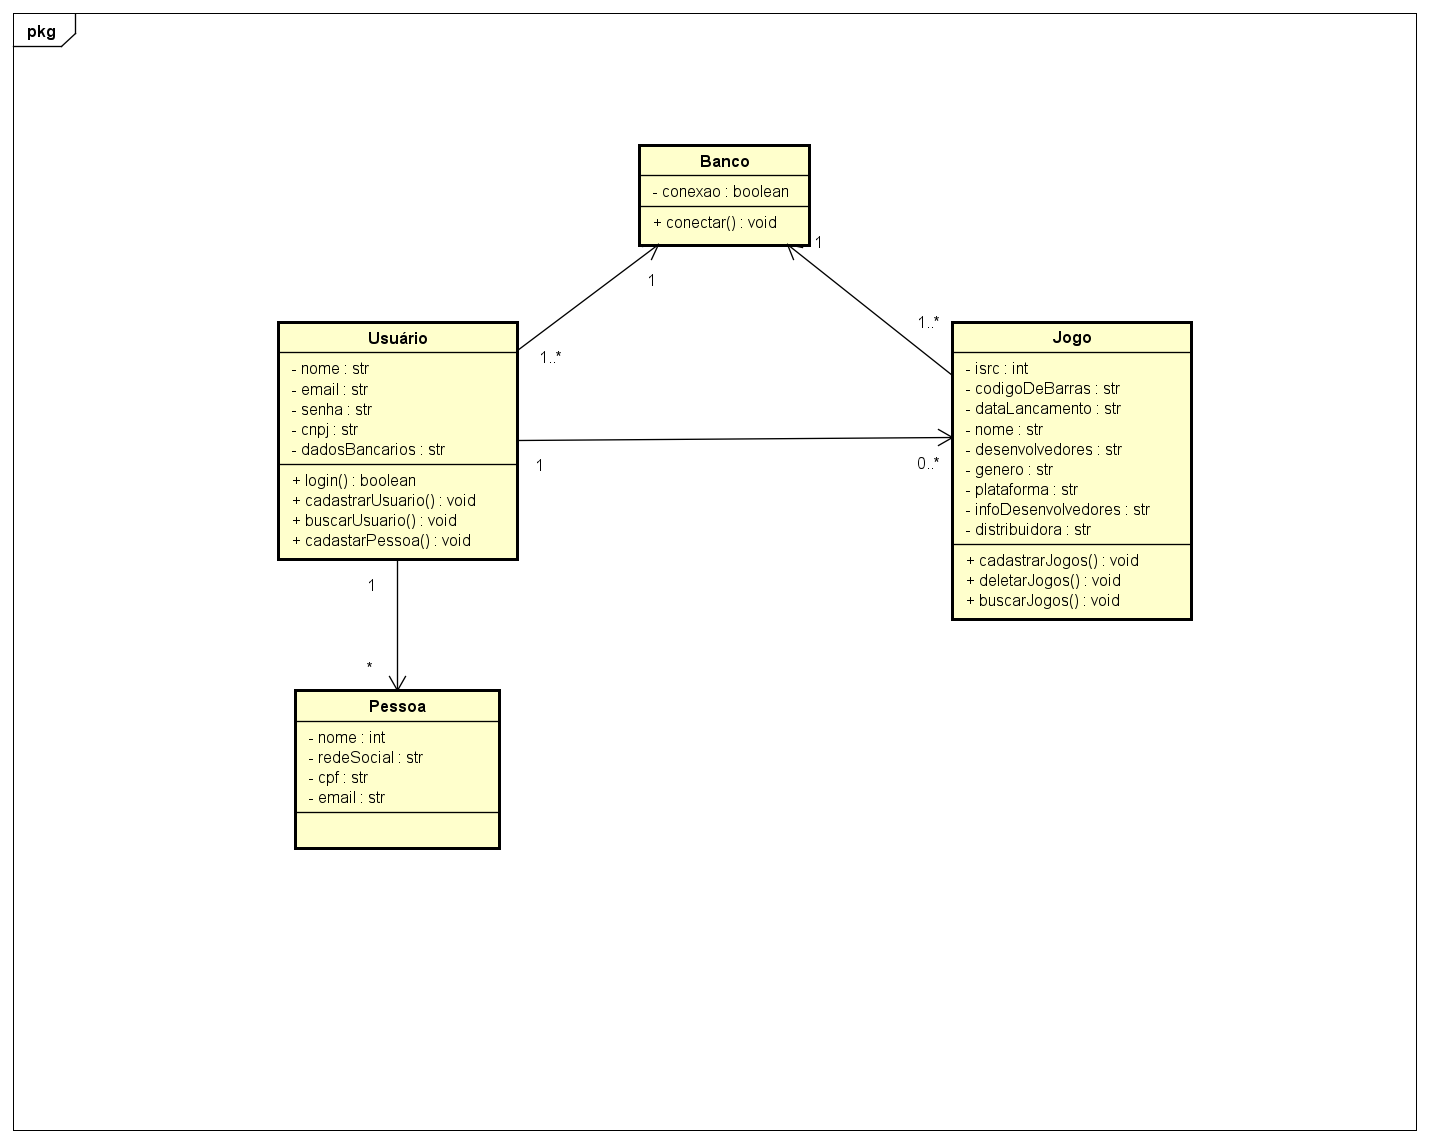 pkg
Banco
- conexao : boolean
+ conectar() : void
1
1
1..*
1..*
Usuário
- nome : str
- email : str
- senha : str
- cnpj : str
- dadosBancarios : str
+ login() : boolean
+ cadastrarUsuario() : void
+ buscarUsuario() : void
+ cadastarPessoa() : void
Jogo
- isrc : int
- codigoDeBarras : str
- dataLancamento : str
- nome : str
- desenvolvedores : str
- genero : str
- plataforma : str
- infoDesenvolvedores : str
- distribuidora : str
+ cadastrarJogos() : void
+ deletarJogos() : void
+ buscarJogos() : void
1
0..*
1
*
Pessoa
- nome : int
- redeSocial : str
- cpf : str
- email : str